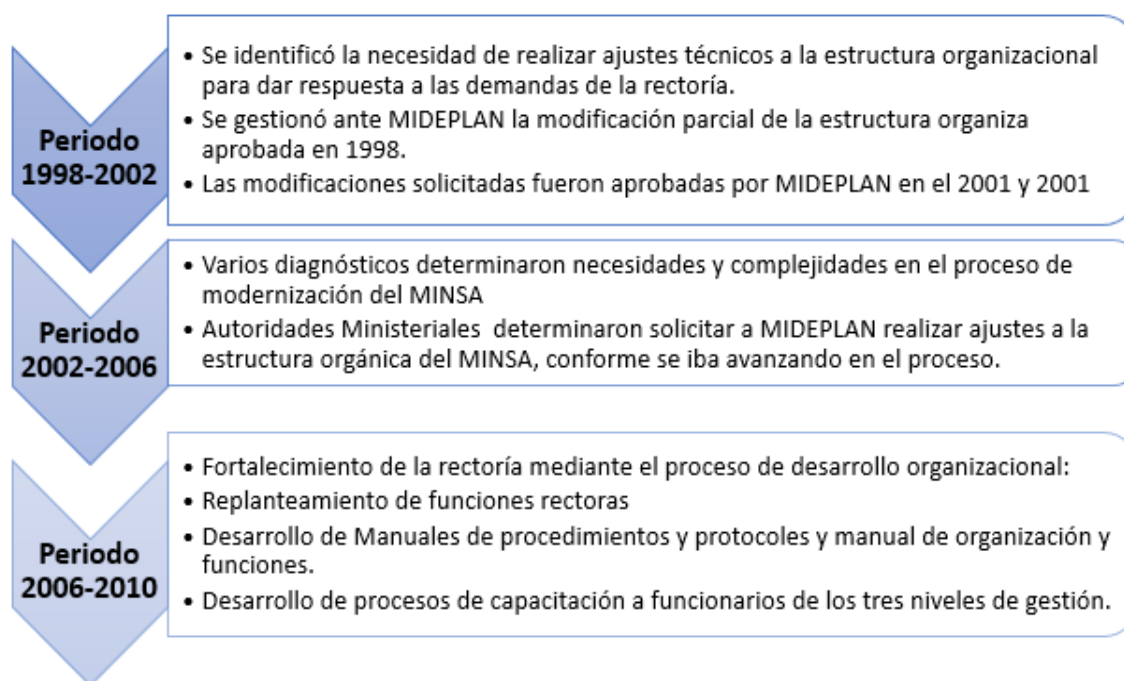 Periodo
1998-2002
• Se identificó la necesidad de realizar ajustes técnicos a la estructura organizacional
para dar respuesta a las demandas de la rectoría.
• Se gestionó ante MIDEPLAN la modificación parcial de la estructura organiza
aprobada en 1998.
• Las modificaciones solicitadas fueron aprobadas por MIDEPLAN en el 2001 y 2001
Periodo
2002-2006
• Varios diagnósticos determinaron necesidades y complejidades en el proceso de
modernización del MINSA
• Autoridades Ministeriales determinaron solicitar a MIDEPLAN realizar ajustes a la
estructura orgánica del MINSA, conforme se iba avanzando en el proceso.
Periodo
2006-2010
• Fortalecimiento de la rectoría mediante el proceso de desarrollo organizacional:
• Replanteamiento de funciones rectoras
• Desarrollo de Manuales de procedimientos y protocoles y manual de organización y
funciones.
• Desarrollo de procesos de capacitación a funcionarios de los tres niveles de gestión.